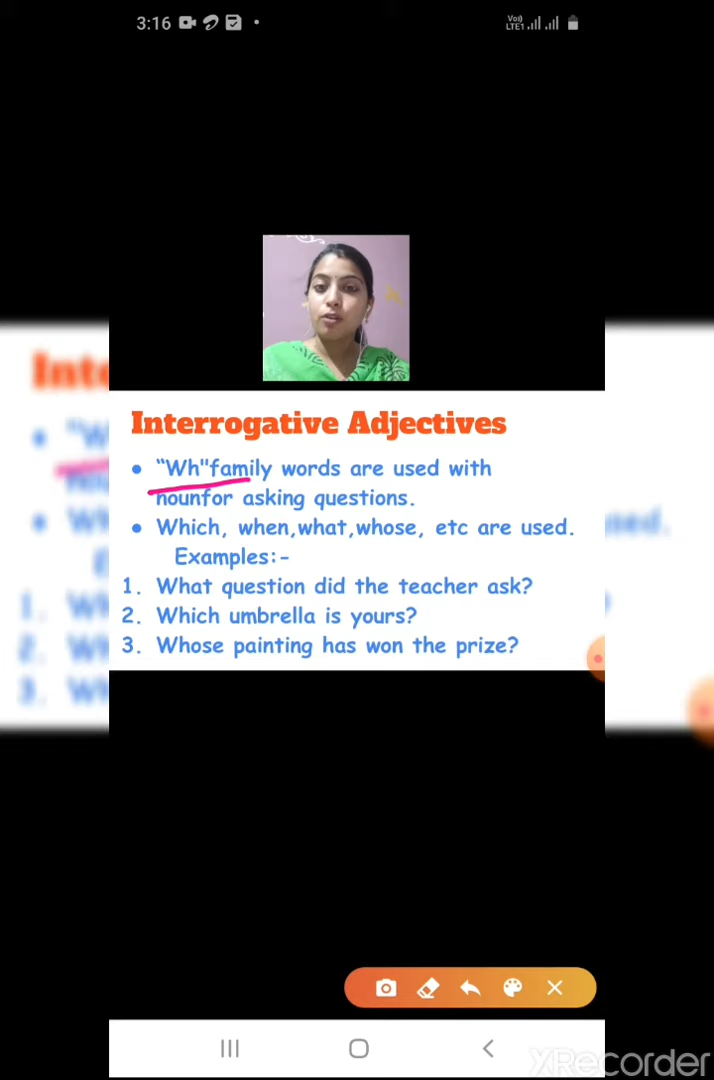 3:16
Vo)) LTE1
Interrogative Adjectives
• “Wh"family words are used with
nounfor asking questions.
• Which, when,what,whose, etc are used.
Examples:-
1. What question did the teacher ask?
2. Which umbrella is yours?
3. Whose painting has won the prize?
XRecorder